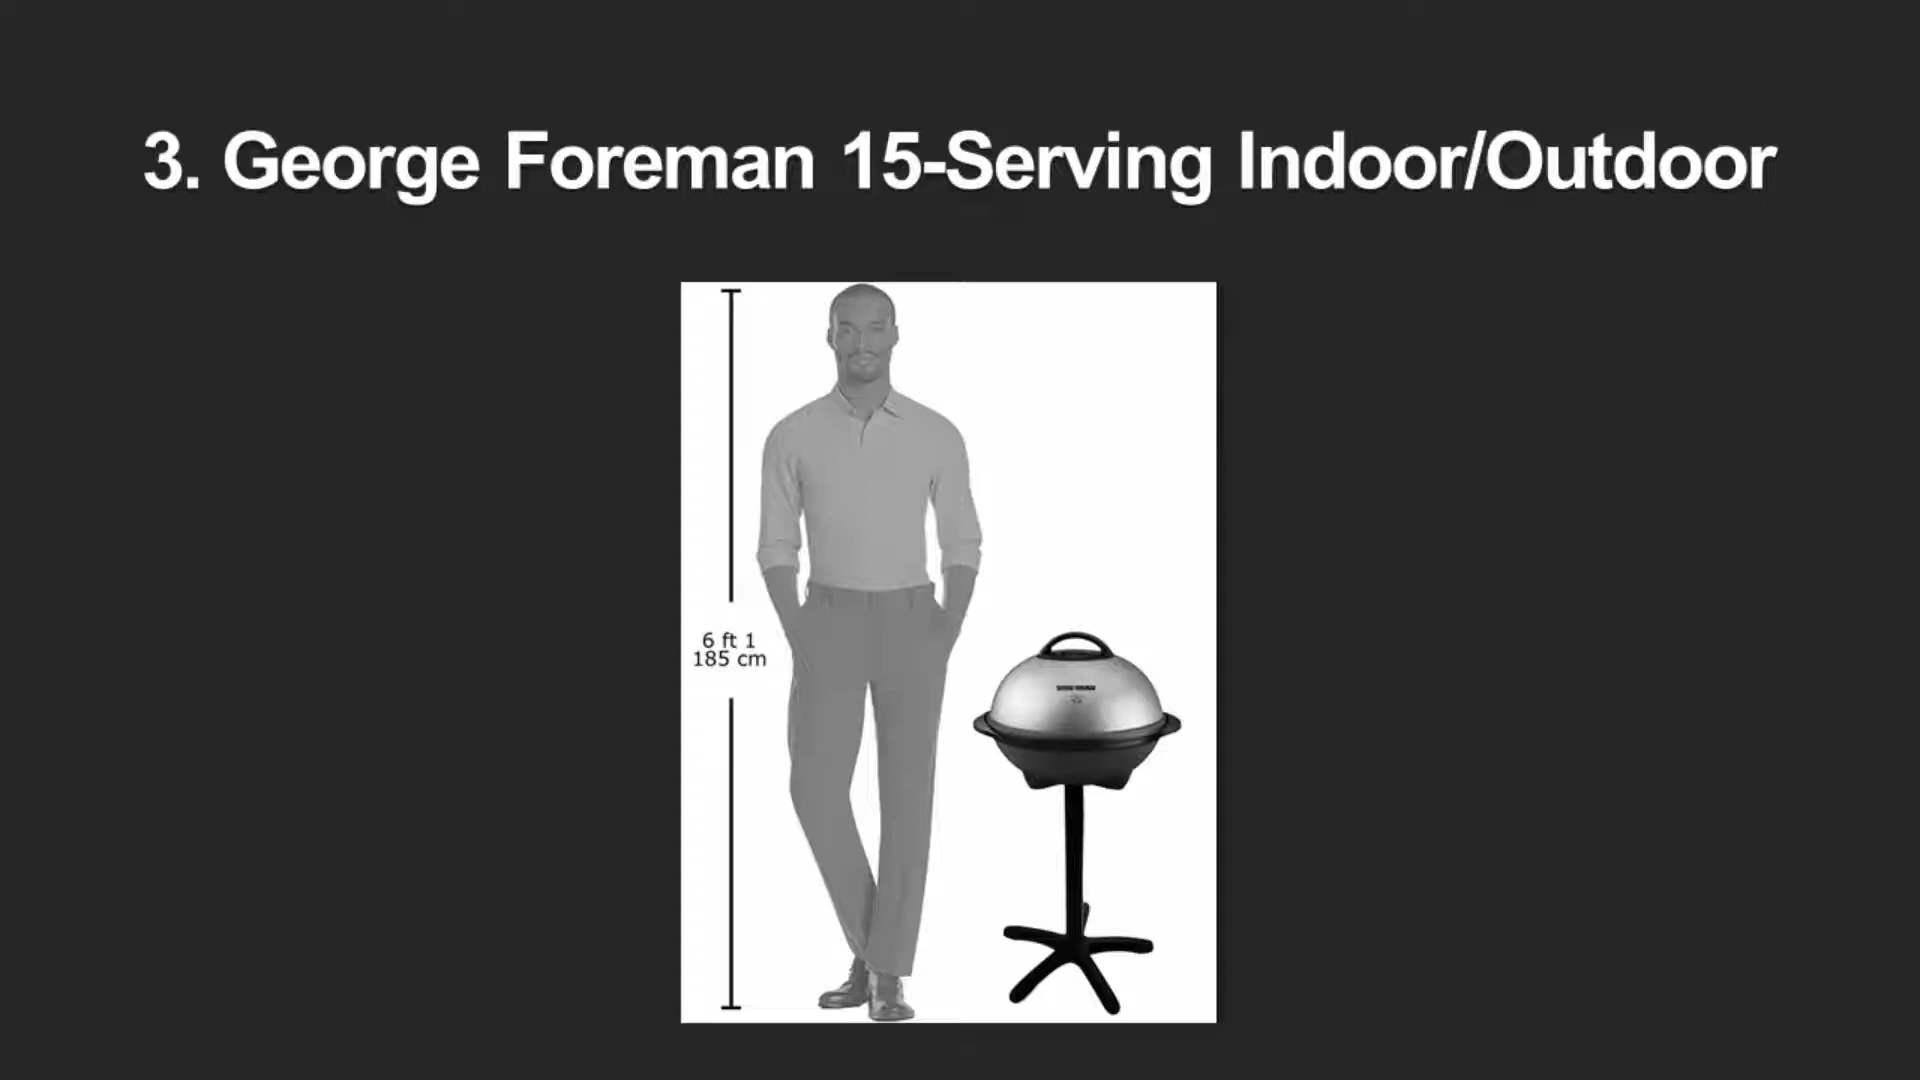 3. George Foreman 15-Serving Indoor/Outdoor
6 ft 1
185 cm